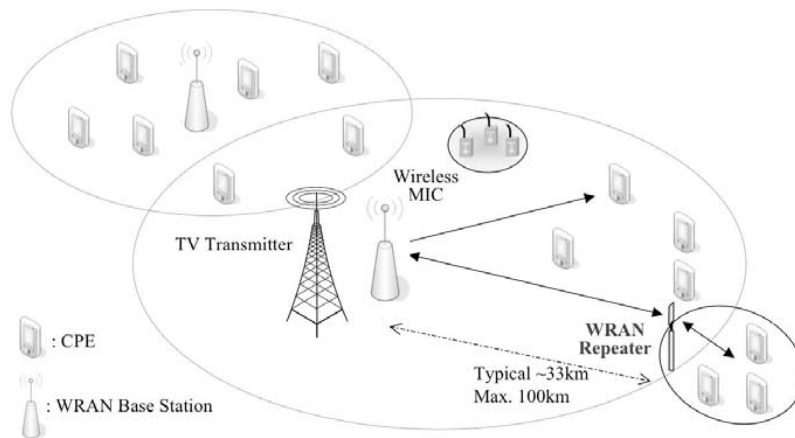 Wireless
MIC
TV Transmitter
WRAN
Repeater
Typical ~33km
Max. 100km
: CPE
: WRAN Base Station